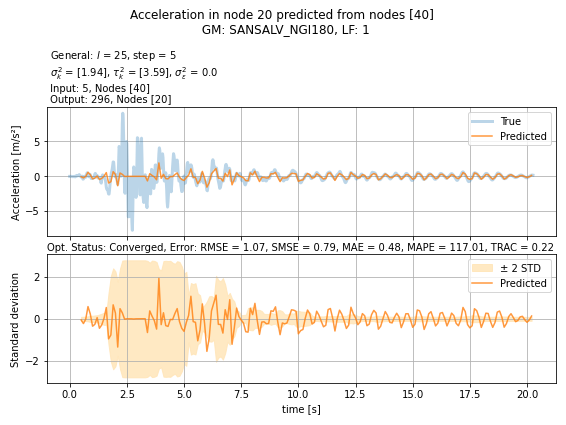 Acceleration in node 20 predicted from nodes [40]
GM: SANSALV_NGI180, LF: 1
General: l = 25, step = 5
σ²ₖ = [1.94], τ²ₖ = [3.59], σ²ε = 0.0
Input: 5, Nodes [40]
Output: 296, Nodes [20]
Acceleration [m/s²]
5
0
−5
True
Predicted
Opt. Status: Converged, Error: RMSE = 1.07, SMSE = 0.79, MAE = 0.48, MAPE = 117.01, TRAC = 0.22
Standard deviation
2
0
−2
± 2 STD
Predicted
0.0 2.5 5.0 7.5 10.0 12.5 15.0 17.5 20.0
time [s]